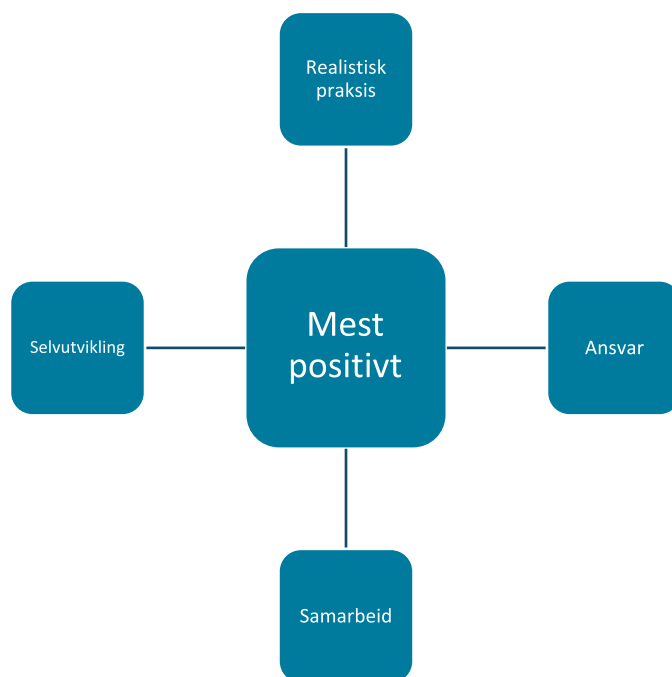 Realistisk
praksis
Mest
positivt
Selvutvikling
Ansvar
Samarbeid